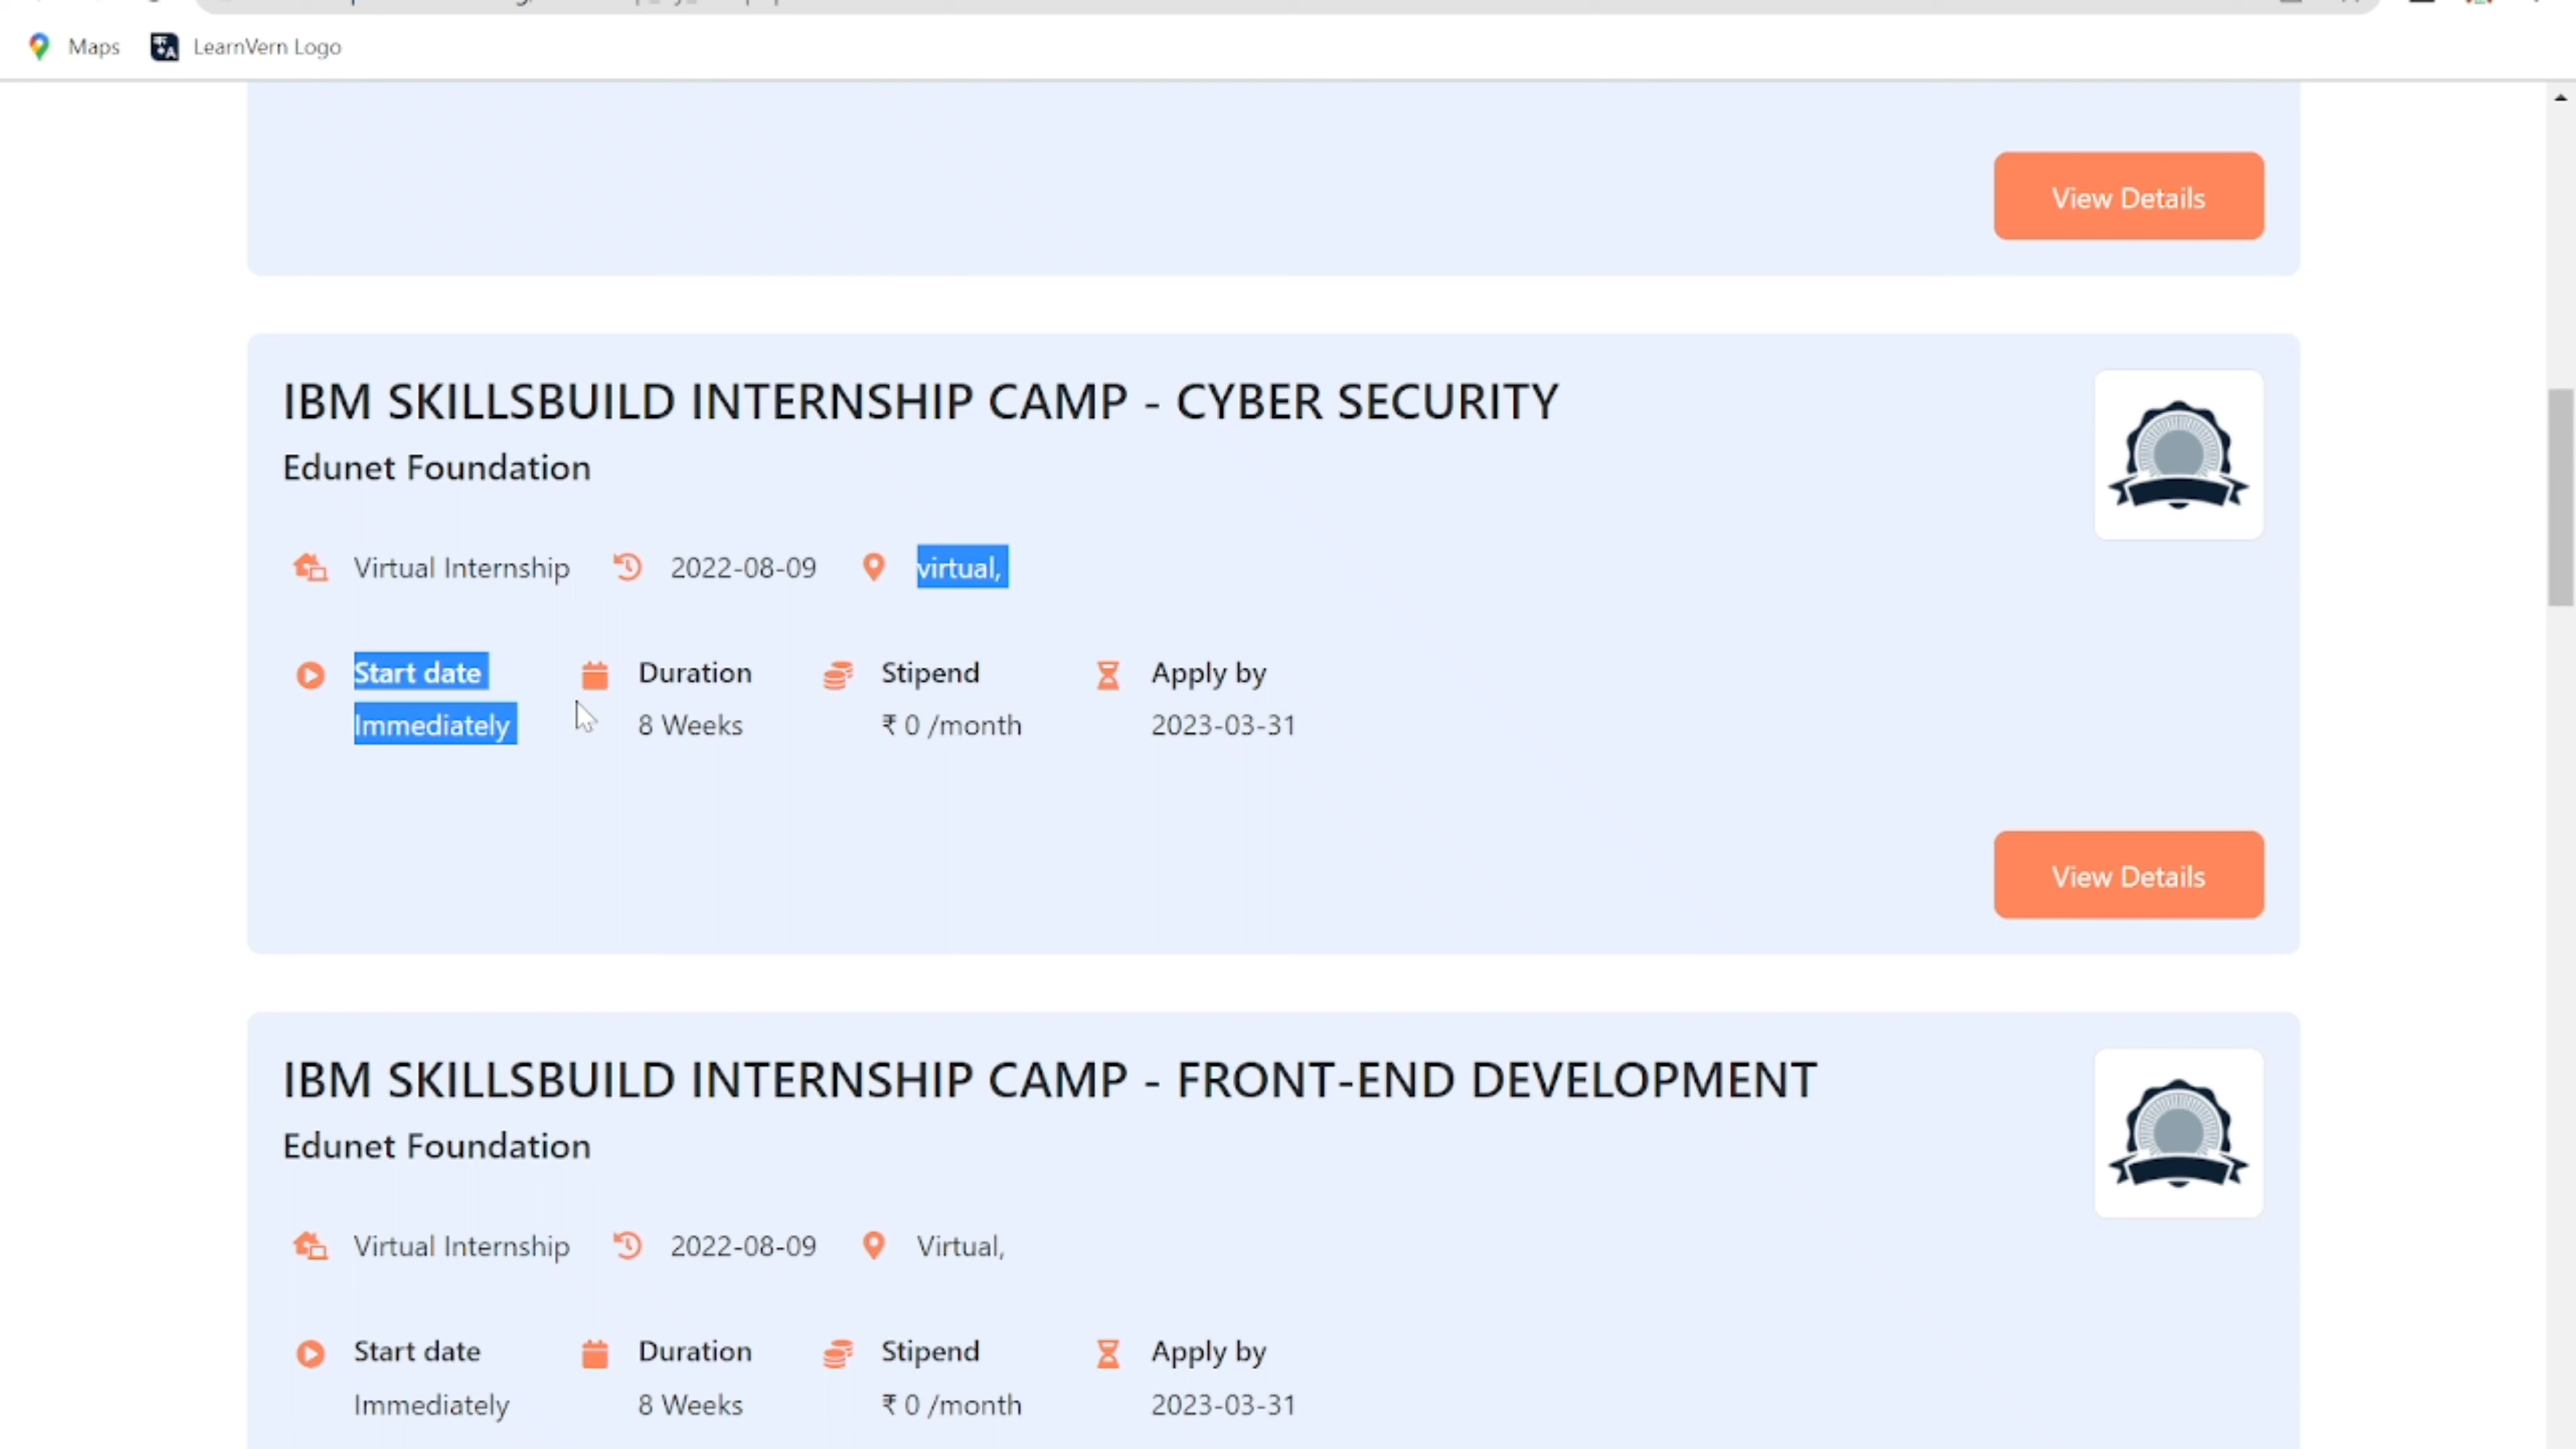 Maps LearnVern Logo
View Details
IBM SKILLSBUILD INTERNSHIP CAMP - CYBER SECURITY
Edunet Foundation
Virtual Internship 2022-08-09 virtual,
Start date Duration Stipend Apply by
Immediately 8 Weeks ₹ 0 /month 2023-03-31
View Details
IBM SKILLSBUILD INTERNSHIP CAMP - FRONT-END DEVELOPMENT
Edunet Foundation
Virtual Internship 2022-08-09 Virtual,
Start date Duration Stipend Apply by
Immediately 8 Weeks ₹ 0 /month 2023-03-31